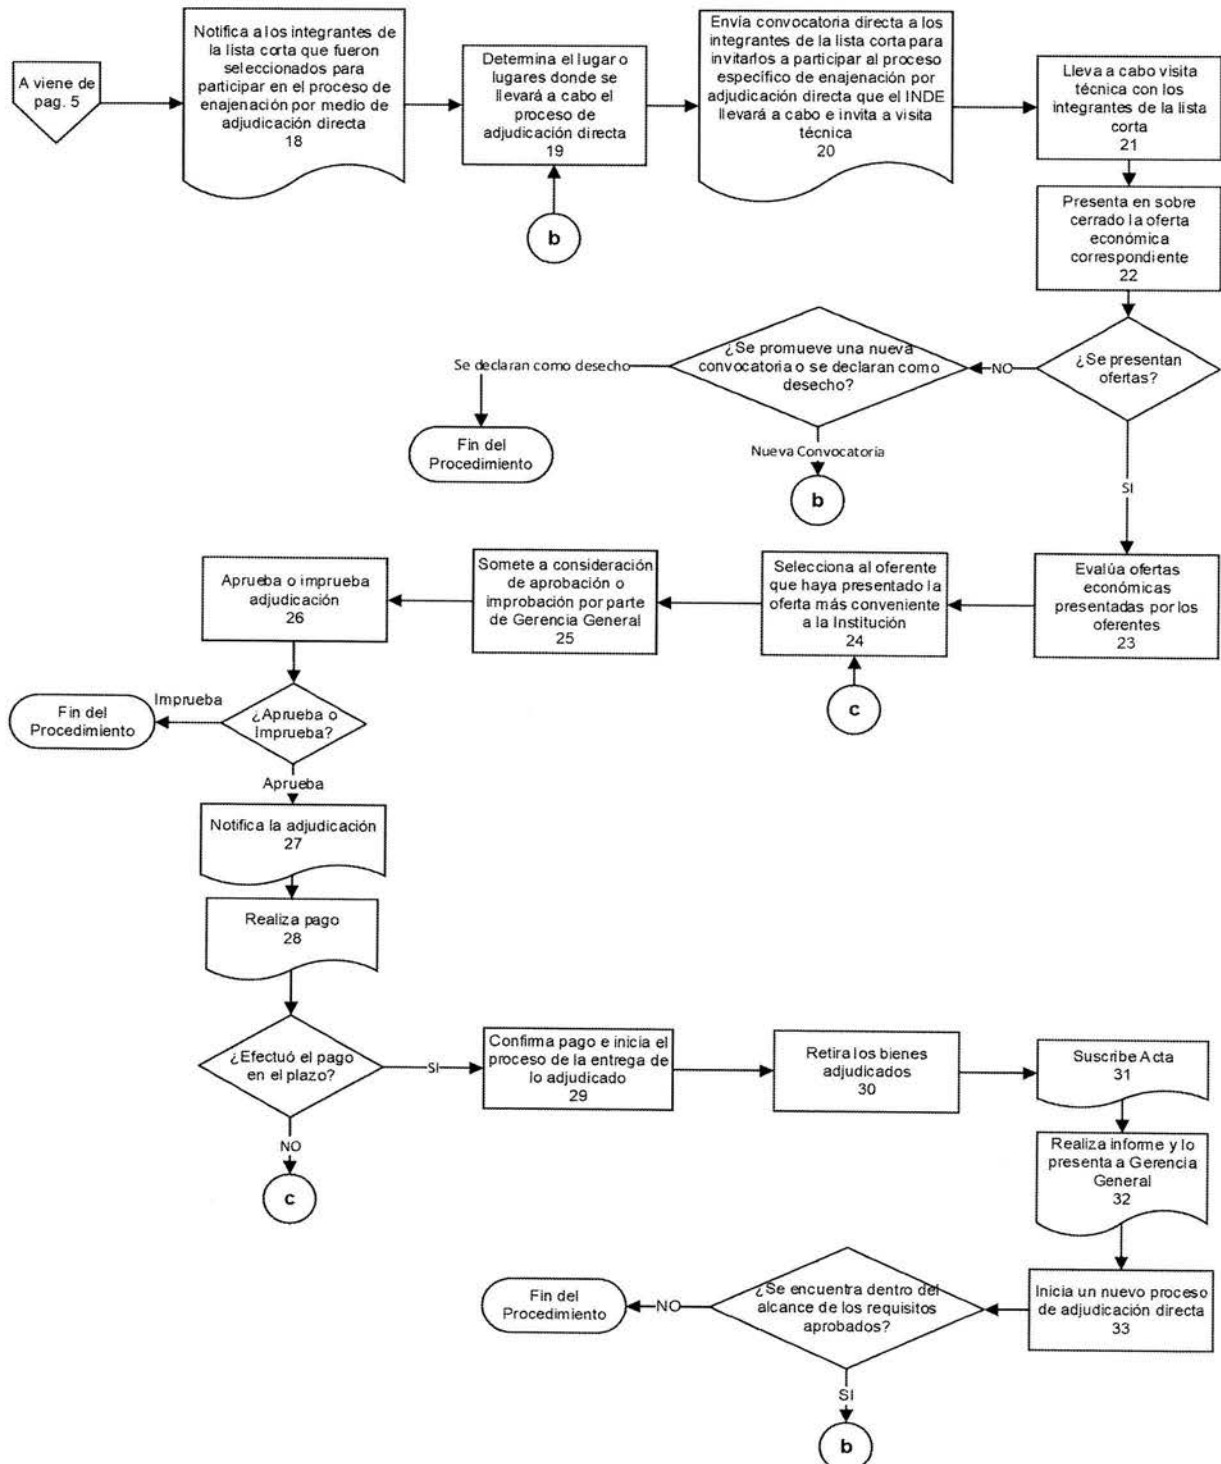 A viene de
pag. 5
Notifica a los integrantes de
la lista corta que fueron
seleccionados para
participar en el proceso de
enajenación por medio de
adjudicación directa
18
Determina el lugar o
lugares donde se
llevará a cabo el
proceso de
adjudicación directa
19
b
Envía convocatoria directa a los
integrantes de la lista corta para
invitarlos a participar al proceso
específico de enajenación por
adjudicación directa que el INDE
llevará a cabo e invita a visita
técnica
20
Lleva a cabo visita
técnica con los
integrantes de la lista
corta
21
Presenta en sobre
cerrado la oferta
económica
correspondiente
22
¿Se presentan
ofertas?
NO
¿Se promueve una nueva
convocatoria o se declaran como
desecho?
Se declaran como desecho
Fin del
Procedimiento
Nueva Convocatoria
b
SI
Evalúa ofertas
económicas
presentadas por los
oferentes
23
Selecciona al oferente
que haya presentado la
oferta más conveniente
a la Institución
24
c
Somete a consideración
de aprobación o
improbación por parte
de Gerencia General
25
Aprueba o imprueba
adjudicación
26
¿Aprueba o
Imprueba?
Imprueba
Fin del
Procedimiento
Aprueba
Notifica la adjudicación
27
Realiza pago
28
¿Efectuó el pago
en el plazo?
NO
c
SI
Confirma pago e inicia el
proceso de la entrega de
lo adjudicado
29
Retira los bienes
adjudicados
30
Suscribe Acta
31
Realiza informe y lo
presenta a Gerencia
General
32
Inicia un nuevo proceso
de adjudicación directa
33
¿Se encuentra dentro del
alcance de los requisitos
aprobados?
NO
Fin del
Procedimiento
SI
b